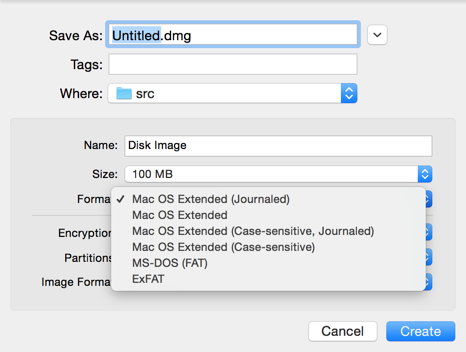 Save As: Untitled.dmg
Tags:
Where: src
Name: Disk Image
Size: 100 MB
Forma ✓ Mac OS Extended (Journaled)
Mac OS Extended
Mac OS Extended (Case-sensitive, Journaled)
Encryption
Mac OS Extended (Case-sensitive)
Partitions
MS-DOS (FAT)
Image Forma
ExFAT
Cancel Create